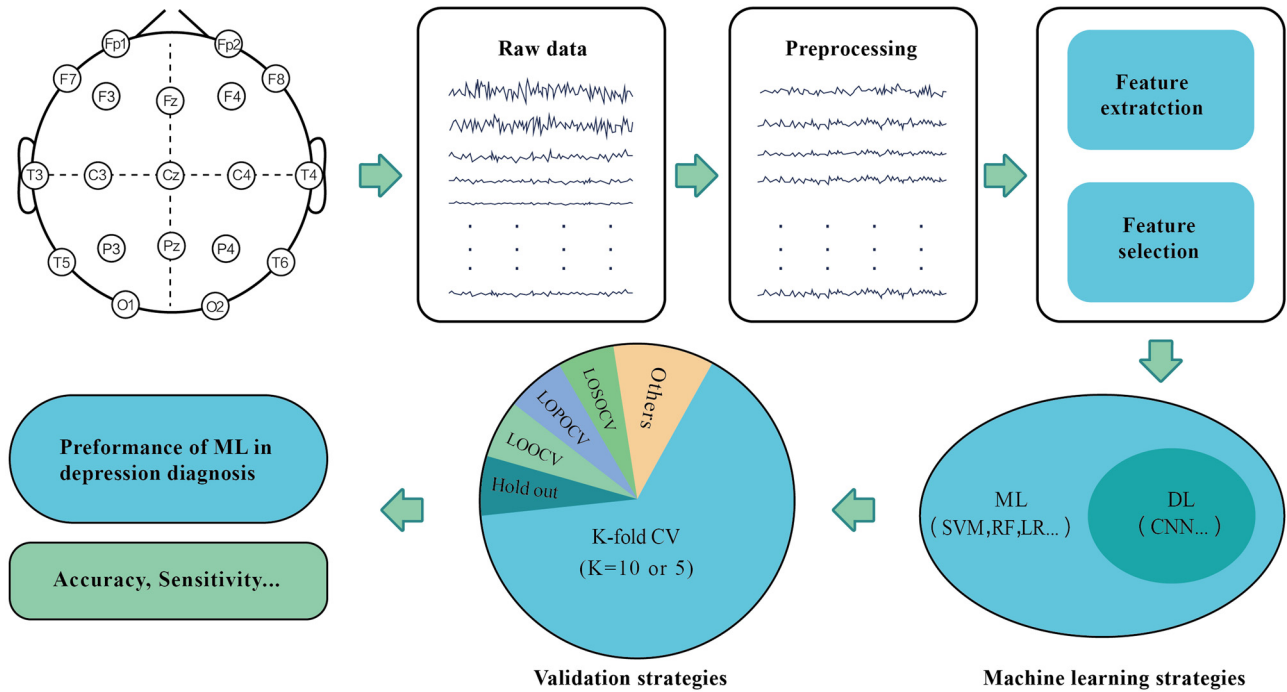 Fp1
Fp2
F7
F3
Fz
F4
F8
T3
C3
Cz
C4
T4
T5
P3
Pz
P4
T6
O1
O2
Raw data
Preprocessing
Feature
extratction
Feature
selection
ML
(SVM,RF,LR...)
DL
(CNN...)
Machine learning strategies
Others
LOSOCV
LOPOCV
LOOCV
Hold out
K-fold CV
(K=10 or 5)
Validation strategies
Preformance of ML in
depression diagnosis
Accuracy, Sensitivity...